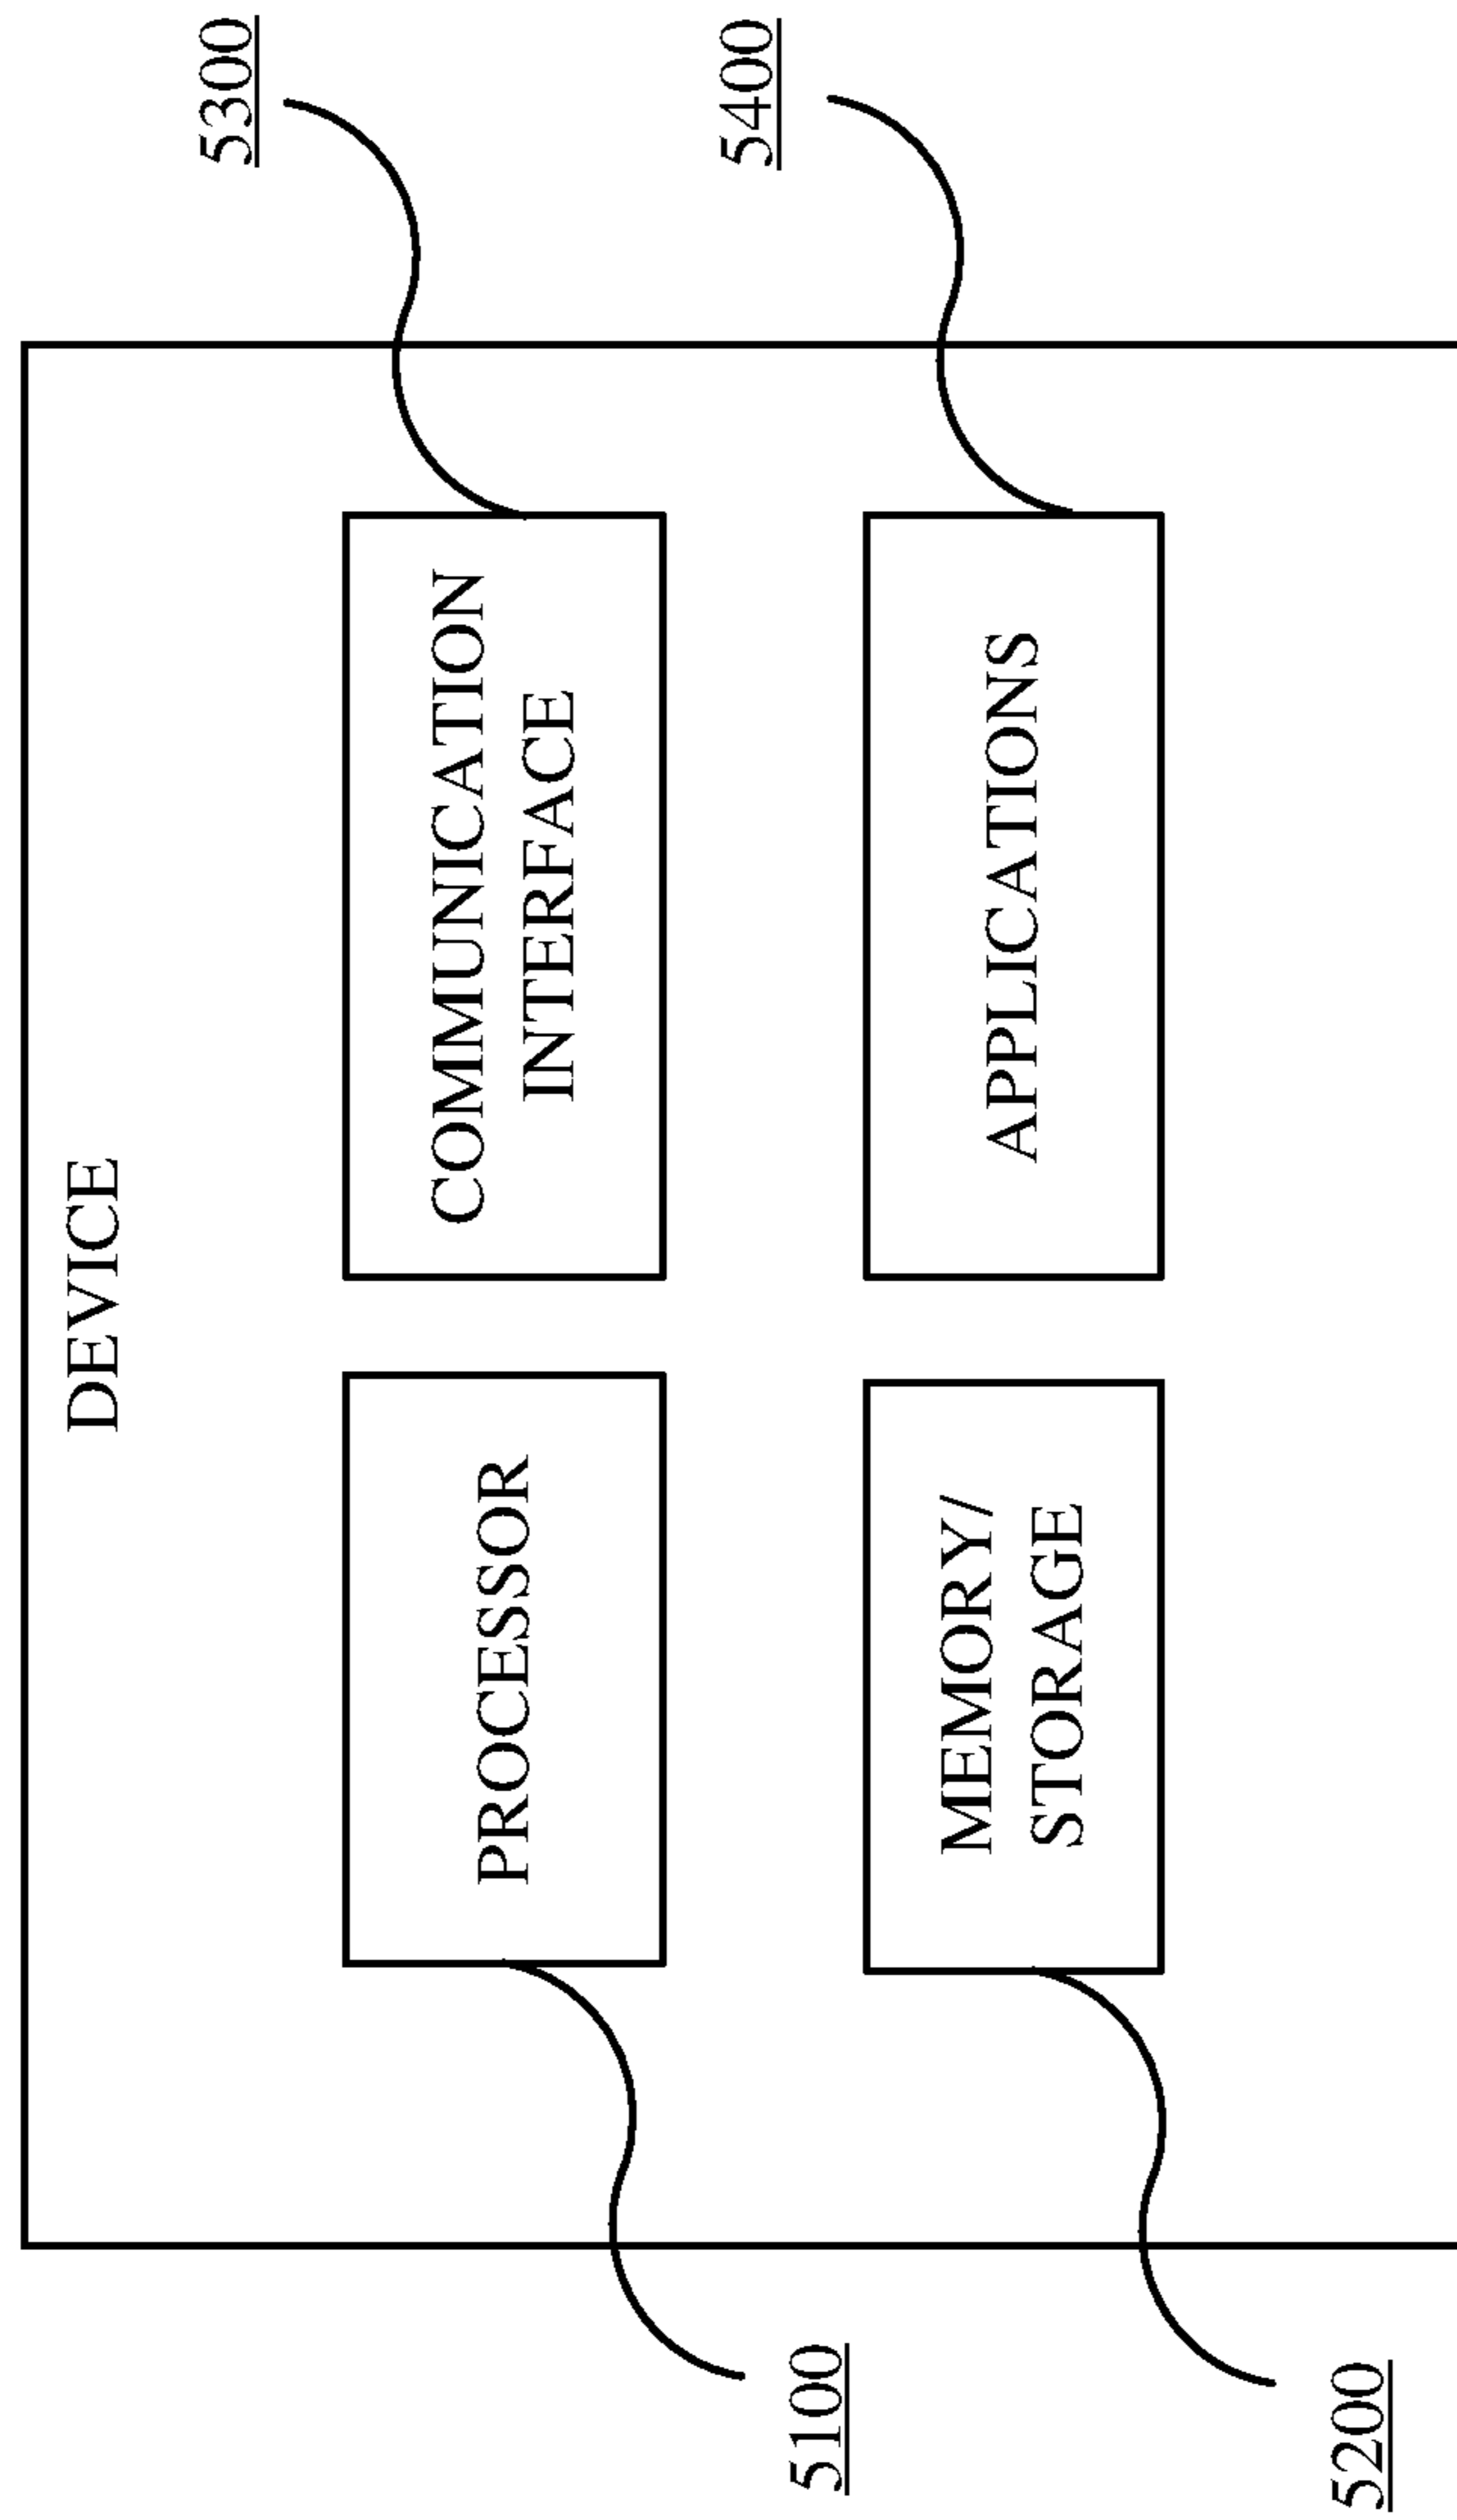 DEVICE
5300
PROCESSOR
COMMUNICATION
INTERFACE
5400
5100
MEMORY/
STORAGE
APPLICATIONS
5200